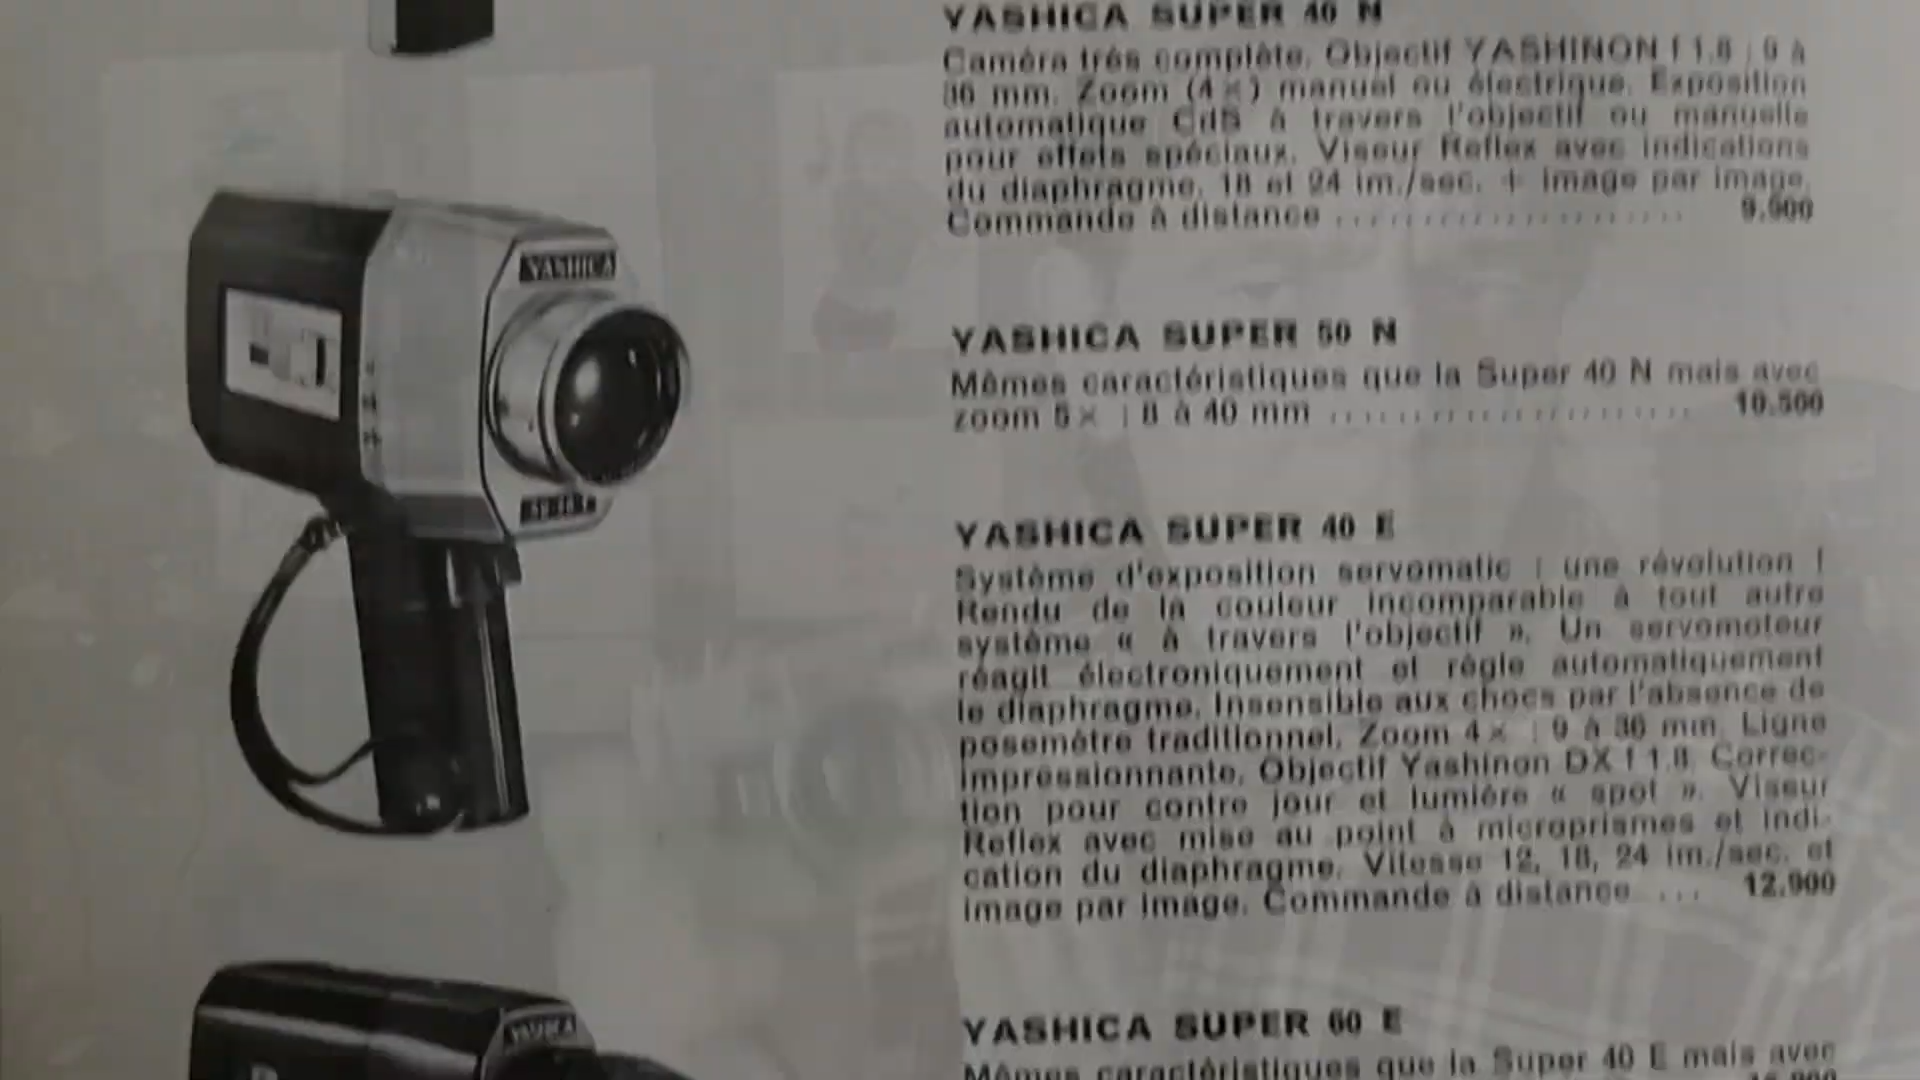 YASHICA SUPER 40 N
Caméra très complète. Objectif YASHINON f 1.8 : 9 à
36 mm. Zoom (4 ×) manuel ou électrique. Exposition
automatique CdS à travers l'objectif ou manuelle
pour effets spéciaux. Viseur Reflex avec indications
du diaphragme. 18 et 24 im./sec. + image par image.
Commande à distance ...................... 9.900
YASHICA SUPER 50 N
Mêmes caractéristiques que la Super 40 N mais avec
zoom 5 × : 8 à 40 mm ...................... 10.500
YASHICA SUPER 40 E
Système d'exposition servomatic : une révolution !
Rendu de la couleur incomparable à tout autre
système « à travers l'objectif ». Un servomoteur
réagit électroniquement et règle automatiquement
le diaphragme. Insensible aux chocs par l'absence de
posemètre traditionnel. Zoom 4 × : 9 à 36 mm. Ligne
impressionnante. Objectif Yashinon DX f 1.8. Correc-
tion pour contre jour et lumière « spot ». Viseur
Reflex avec mise au point à microprismes et indi-
cation du diaphragme. Vitesse 12, 18, 24 im./sec. et
image par image. Commande à distance .... 12.900
YASHICA SUPER 60 E
Mêmes caractéristiques que la Super 40 E mais avec
YASHICA
YASHICA